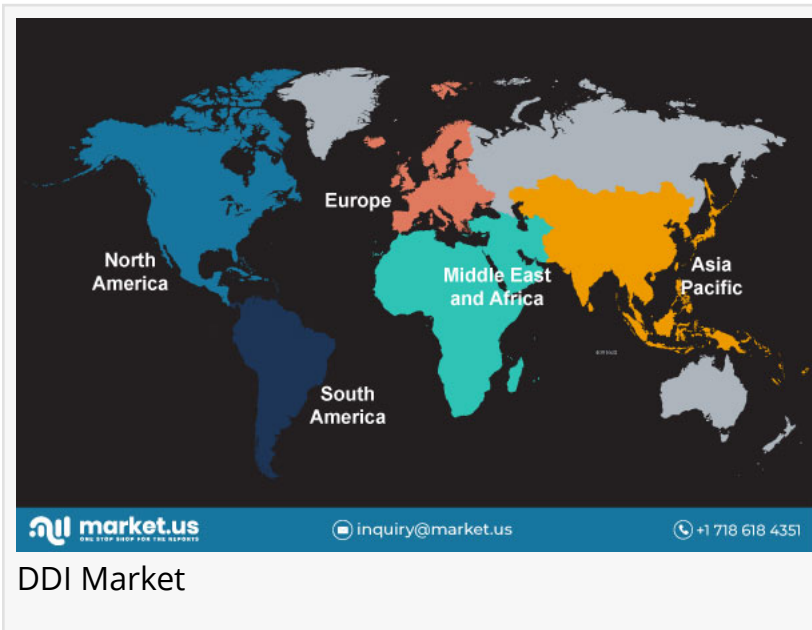 Europe
North
America
Middle East
and Africa
Asia
Pacific
South
America
market.us
ONE STOP SHOP FOR THE REPORTS
inquiry@market.us
+1 718 618 4351
DDI Market